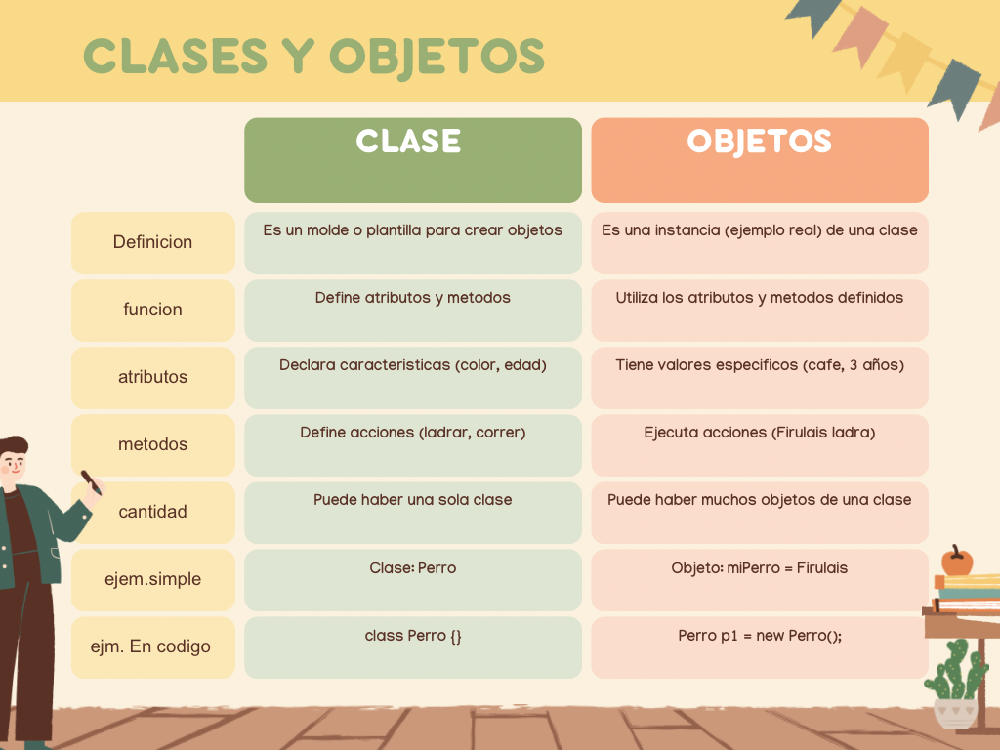 CLASES Y OBJETOS
CLASE
OBJETOS
Definicion
Es un molde o plantilla para crear objetos
Es una instancia (ejemplo real) de una clase
funcion
Define atributos y metodos
Utiliza los atributos y metodos definidos
atributos
Declara caracteristicas (color, edad)
Tiene valores especificos (cafe, 3 años)
metodos
Define acciones (ladrar, correr)
Ejecuta acciones (Firulais ladra)
cantidad
Puede haber una sola clase
Puede haber muchos objetos de una clase
ejem.simple
Clase: Perro
Objeto: miPerro = Firulais
ejm. En codigo
class Perro {}
Perro p1 = new Perro();